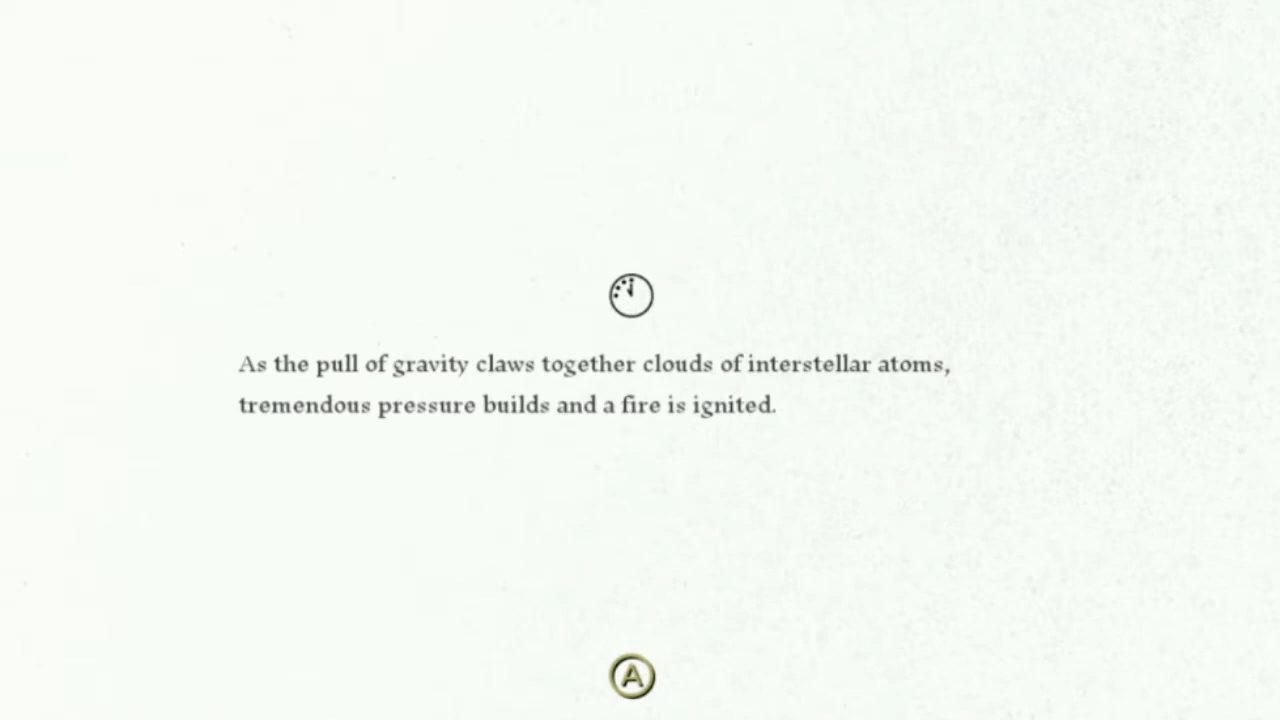 As the pull of gravity claws together clouds of interstellar atoms,
tremendous pressure builds and a fire is ignited.
A